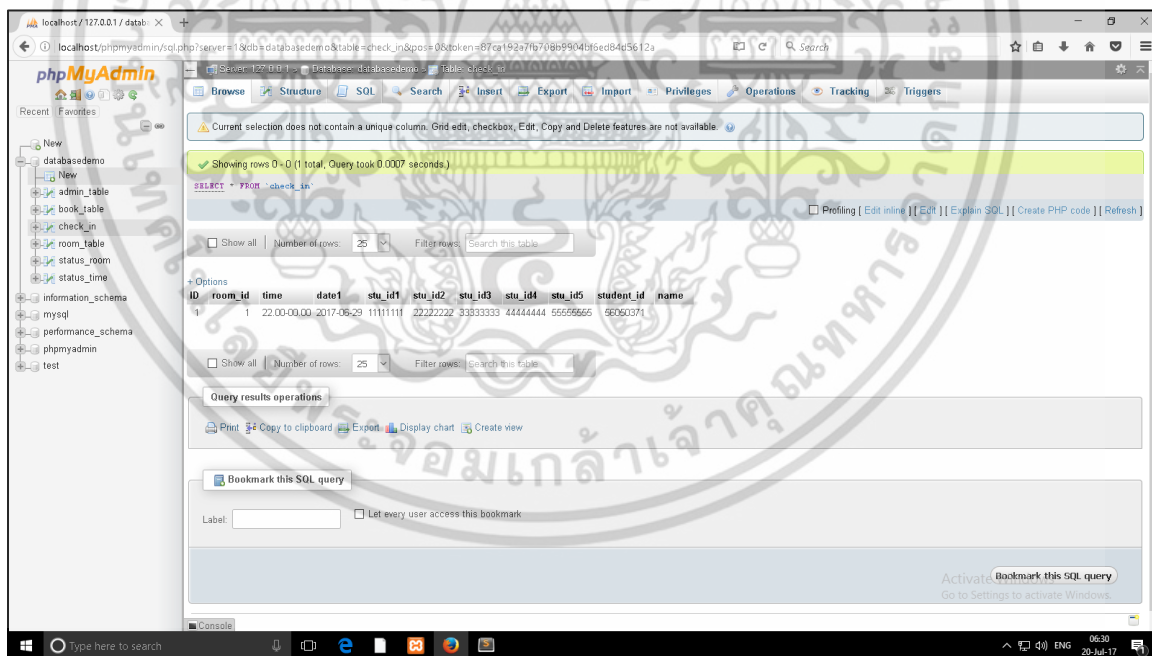 localhost / 127.0.0.1 / datab
localhost/phpmyadmin/sql.php?server=1&db=databasedemo&table=check_in&pos=0&token=87ca192a7fb708b9904bf6ed84d5612a
Search
phpMyAdmin
Recent Favorites
New
databasedemo
New
admin_table
book_table
check_in
room_table
status_room
status_time
information_schema
mysql
performance_schema
phpmyadmin
test
Server: 127.0.0.1 » Database: databasedemo » Table: check_in
Browse Structure SQL Search Insert Export Import Privileges Operations Tracking Triggers
Current selection does not contain a unique column. Grid edit, checkbox, Edit, Copy and Delete features are not available.
Showing rows 0 - 0 (1 total, Query took 0.0007 seconds.)
SELECT * FROM `check_in`
Profiling [ Edit inline ] [ Edit ] [ Explain SQL ] [ Create PHP code ] [ Refresh ]
Show all Number of rows: 25 Filter rows: Search this table
+ Options
ID room_id time date1 stu_id1 stu_id2 stu_id3 stu_id4 stu_id5 student_id name
1 1 22.00-00.00 2017-06-29 11111111 22222222 33333333 44444444 55555555 56050371
Show all Number of rows: 25 Filter rows: Search this table
Query results operations
Print Copy to clipboard Export Display chart Create view
Bookmark this SQL query
Label: Let every user access this bookmark
Bookmark this SQL query
Activate Windows
Go to Settings to activate Windows.
Console
Type here to search
ENG 06:30
20-Jul-17